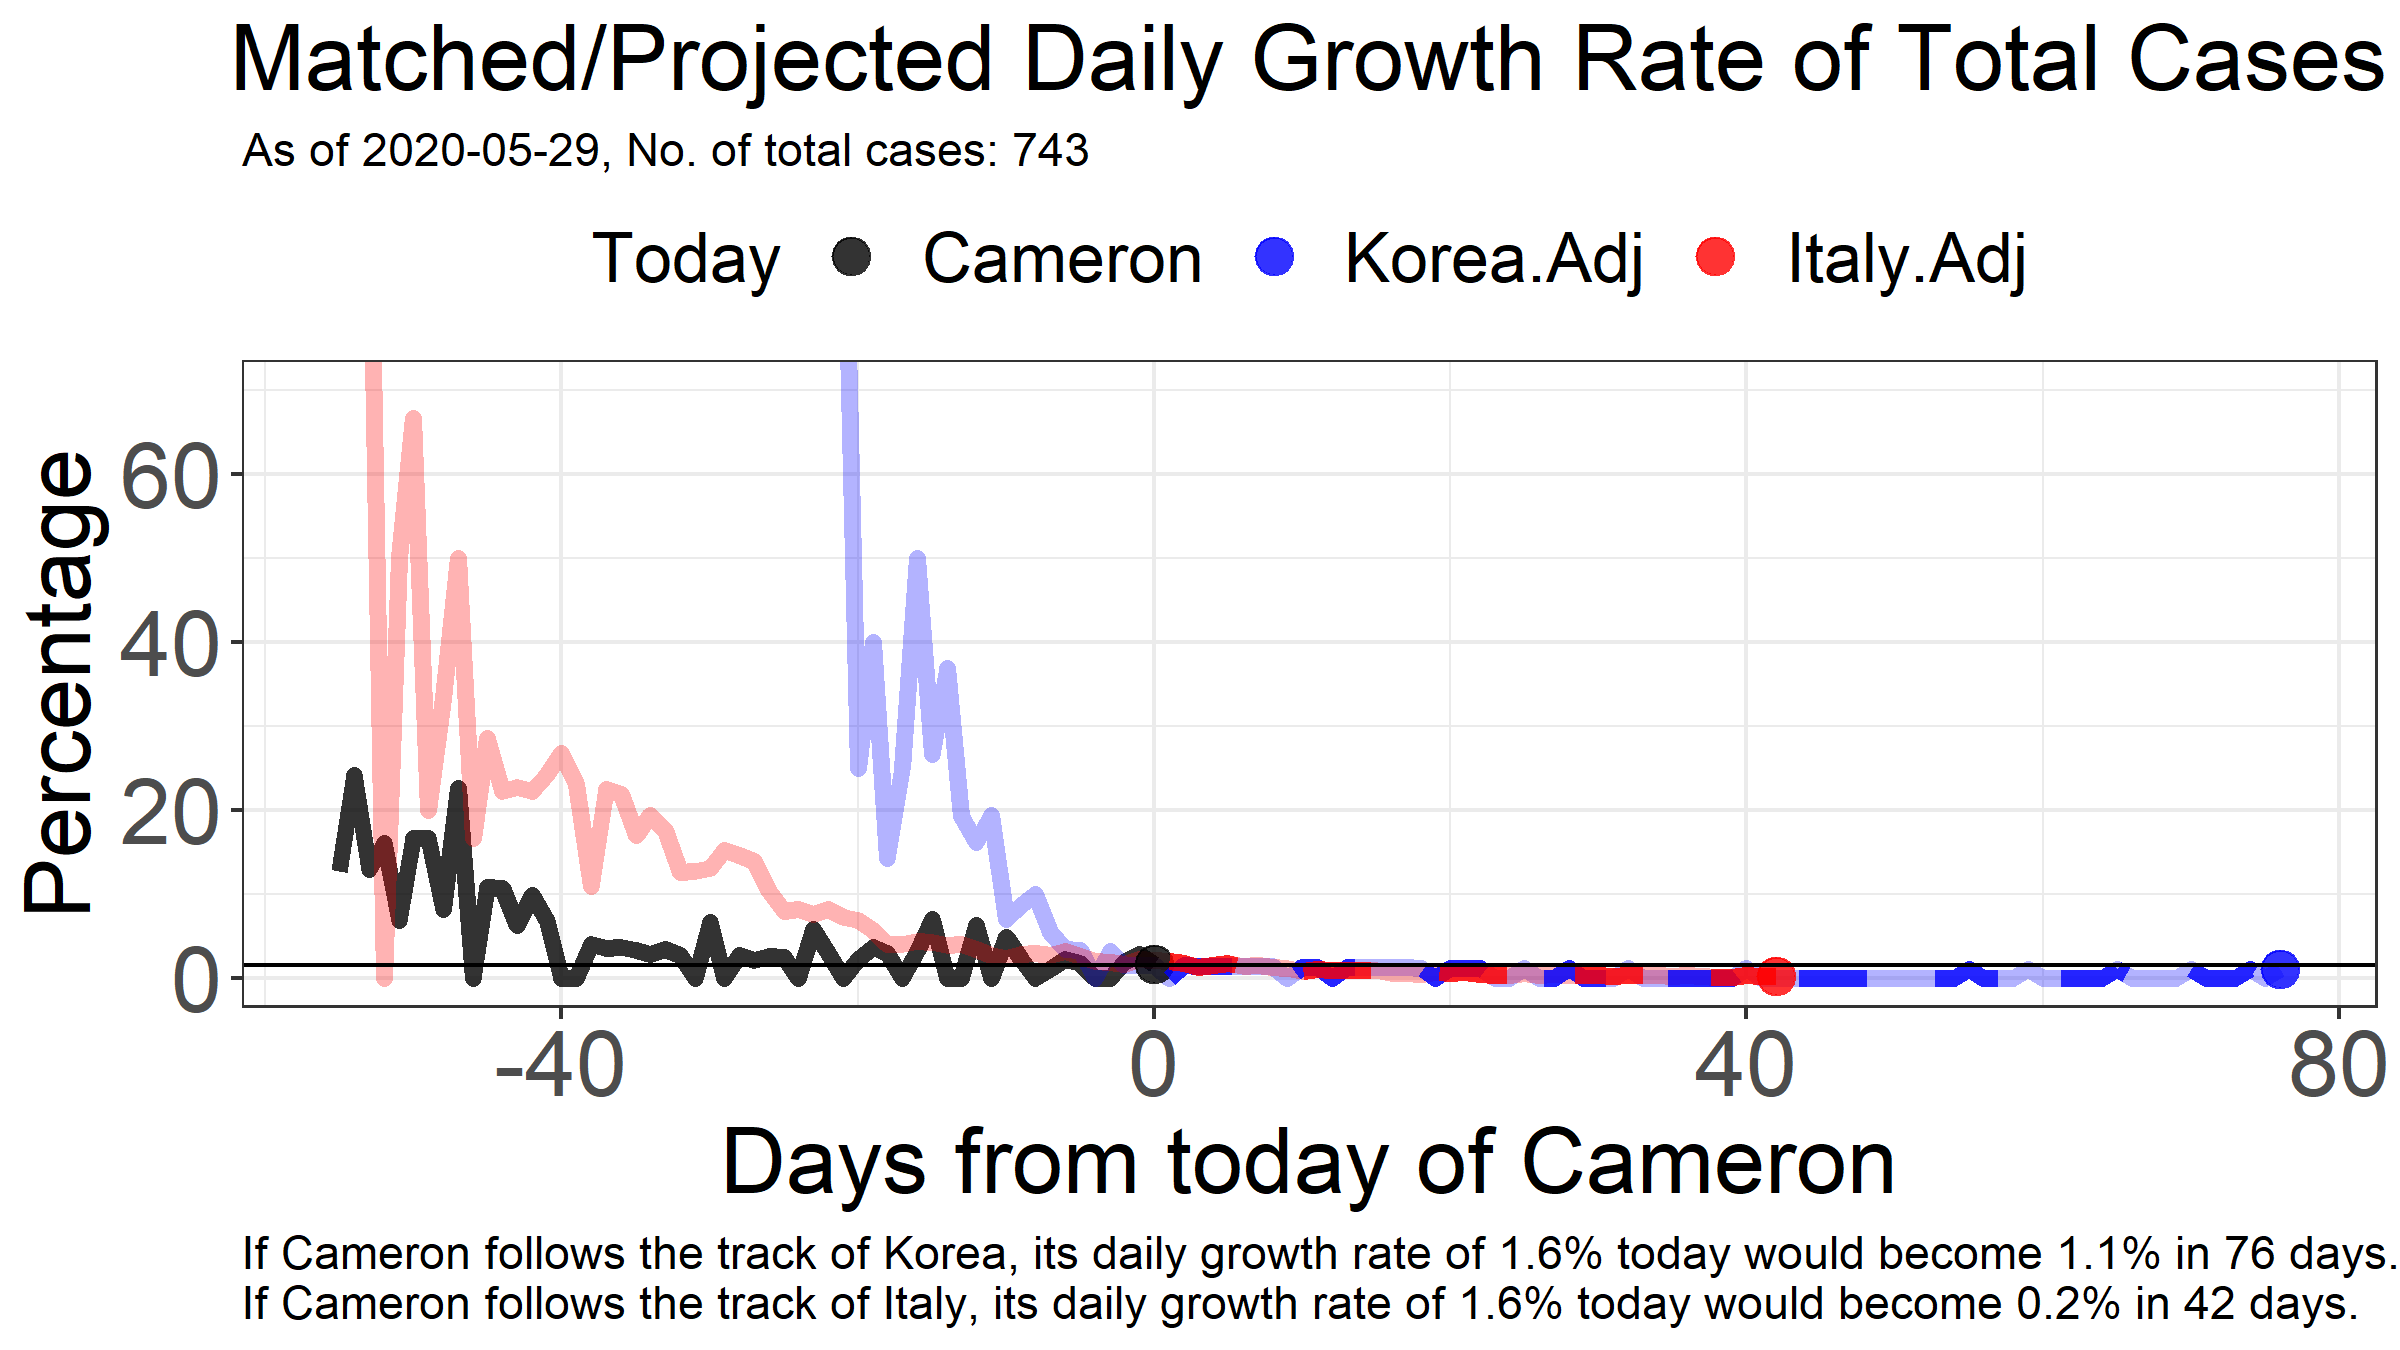 Matched/Projected Daily Growth Rate of Total Cases
As of 2020-05-29, No. of total cases: 743
Today Cameron Korea.Adj Italy.Adj
Percentage
60
40
20
0
-40 0 40 80
Days from today of Cameron
If Cameron follows the track of Korea, its daily growth rate of 1.6% today would become 1.1% in 76 days.
If Cameron follows the track of Italy, its daily growth rate of 1.6% today would become 0.2% in 42 days.